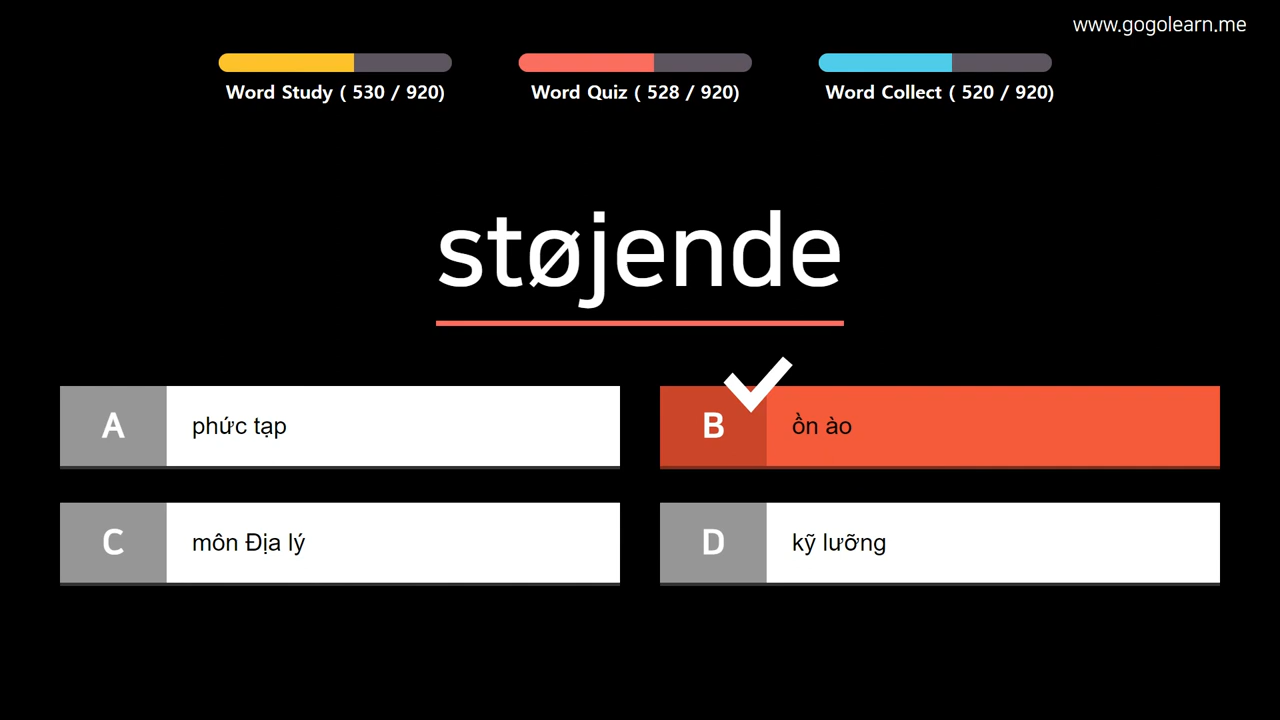 www.gogolearn.me
Word Study ( 530 / 920)
Word Quiz ( 528 / 920)
Word Collect ( 520 / 920)
støjende
A phức tạp
B ồn ào
C môn Địa lý
D kỹ lưỡng